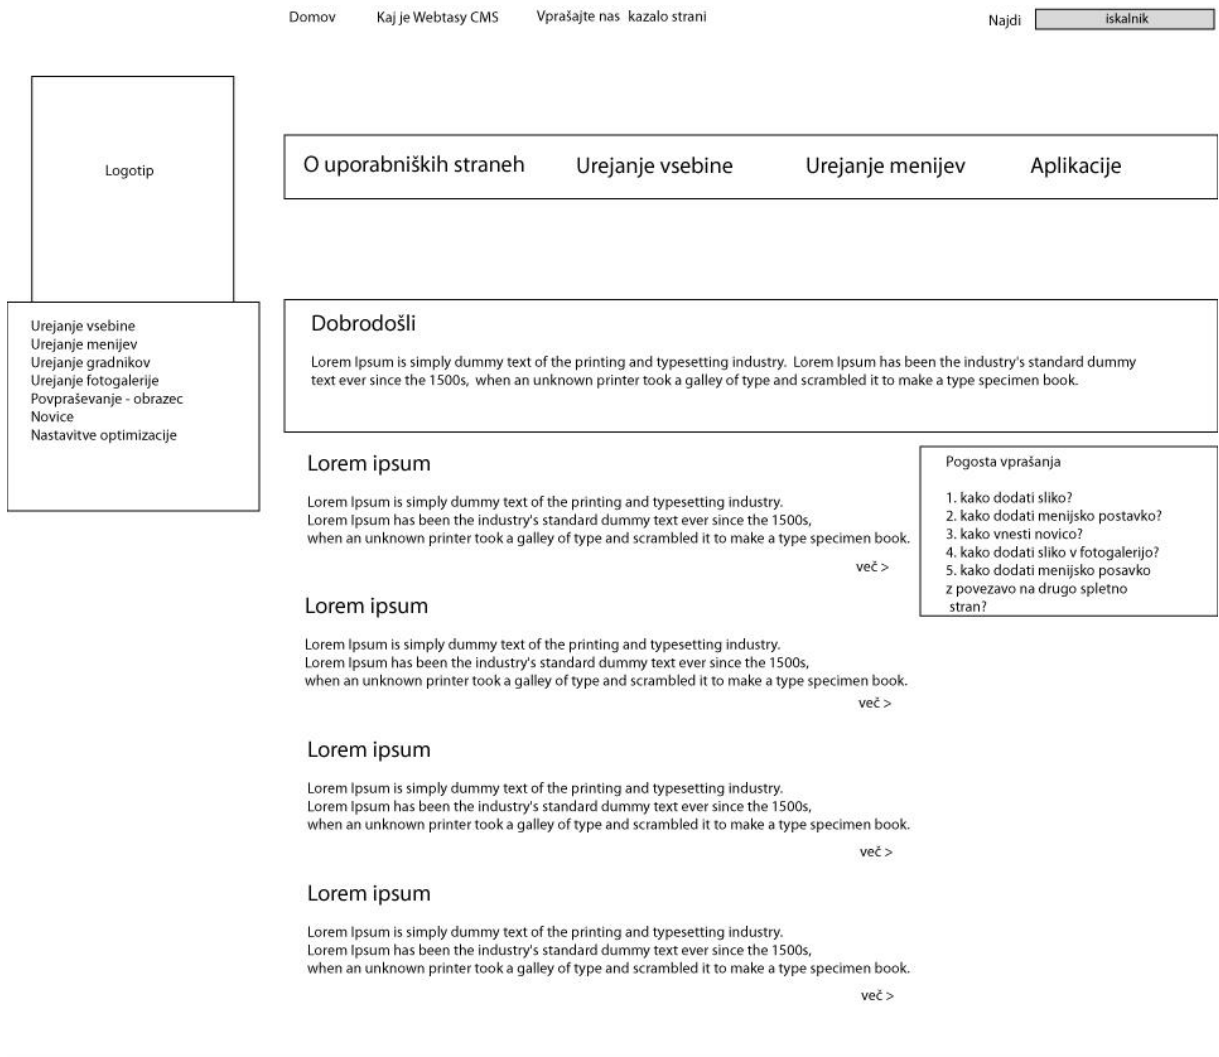 Domov Kaj je Webtasy CMS Vprašajte nas kazalo strani Najdi iskalnik
Logotip
O uporabniških straneh Urejanje vsebine Urejanje menijev Aplikacije
Urejanje vsebine
Urejanje menijev
Urejanje gradnikov
Urejanje fotogalerije
Povpraševanje - obrazec
Novice
Nastavitve optimizacije
Dobrodošli
Lorem Ipsum is simply dummy text of the printing and typesetting industry. Lorem Ipsum has been the industry's standard dummy
text ever since the 1500s, when an unknown printer took a galley of type and scrambled it to make a type specimen book.
Lorem ipsum
Lorem Ipsum is simply dummy text of the printing and typesetting industry.
Lorem Ipsum has been the industry's standard dummy text ever since the 1500s,
when an unknown printer took a galley of type and scrambled it to make a type specimen book.
več >
Lorem ipsum
Lorem Ipsum is simply dummy text of the printing and typesetting industry.
Lorem Ipsum has been the industry's standard dummy text ever since the 1500s,
when an unknown printer took a galley of type and scrambled it to make a type specimen book.
več >
Lorem ipsum
Lorem Ipsum is simply dummy text of the printing and typesetting industry.
Lorem Ipsum has been the industry's standard dummy text ever since the 1500s,
when an unknown printer took a galley of type and scrambled it to make a type specimen book.
več >
Lorem ipsum
Lorem Ipsum is simply dummy text of the printing and typesetting industry.
Lorem Ipsum has been the industry's standard dummy text ever since the 1500s,
when an unknown printer took a galley of type and scrambled it to make a type specimen book.
več >
Pogosta vprašanja
1. kako dodati sliko?
2. kako dodati menijsko postavko?
3. kako vnesti novico?
4. kako dodati sliko v fotogalerijo?
5. kako dodati menijsko posavko
z povezavo na drugo spletno
stran?